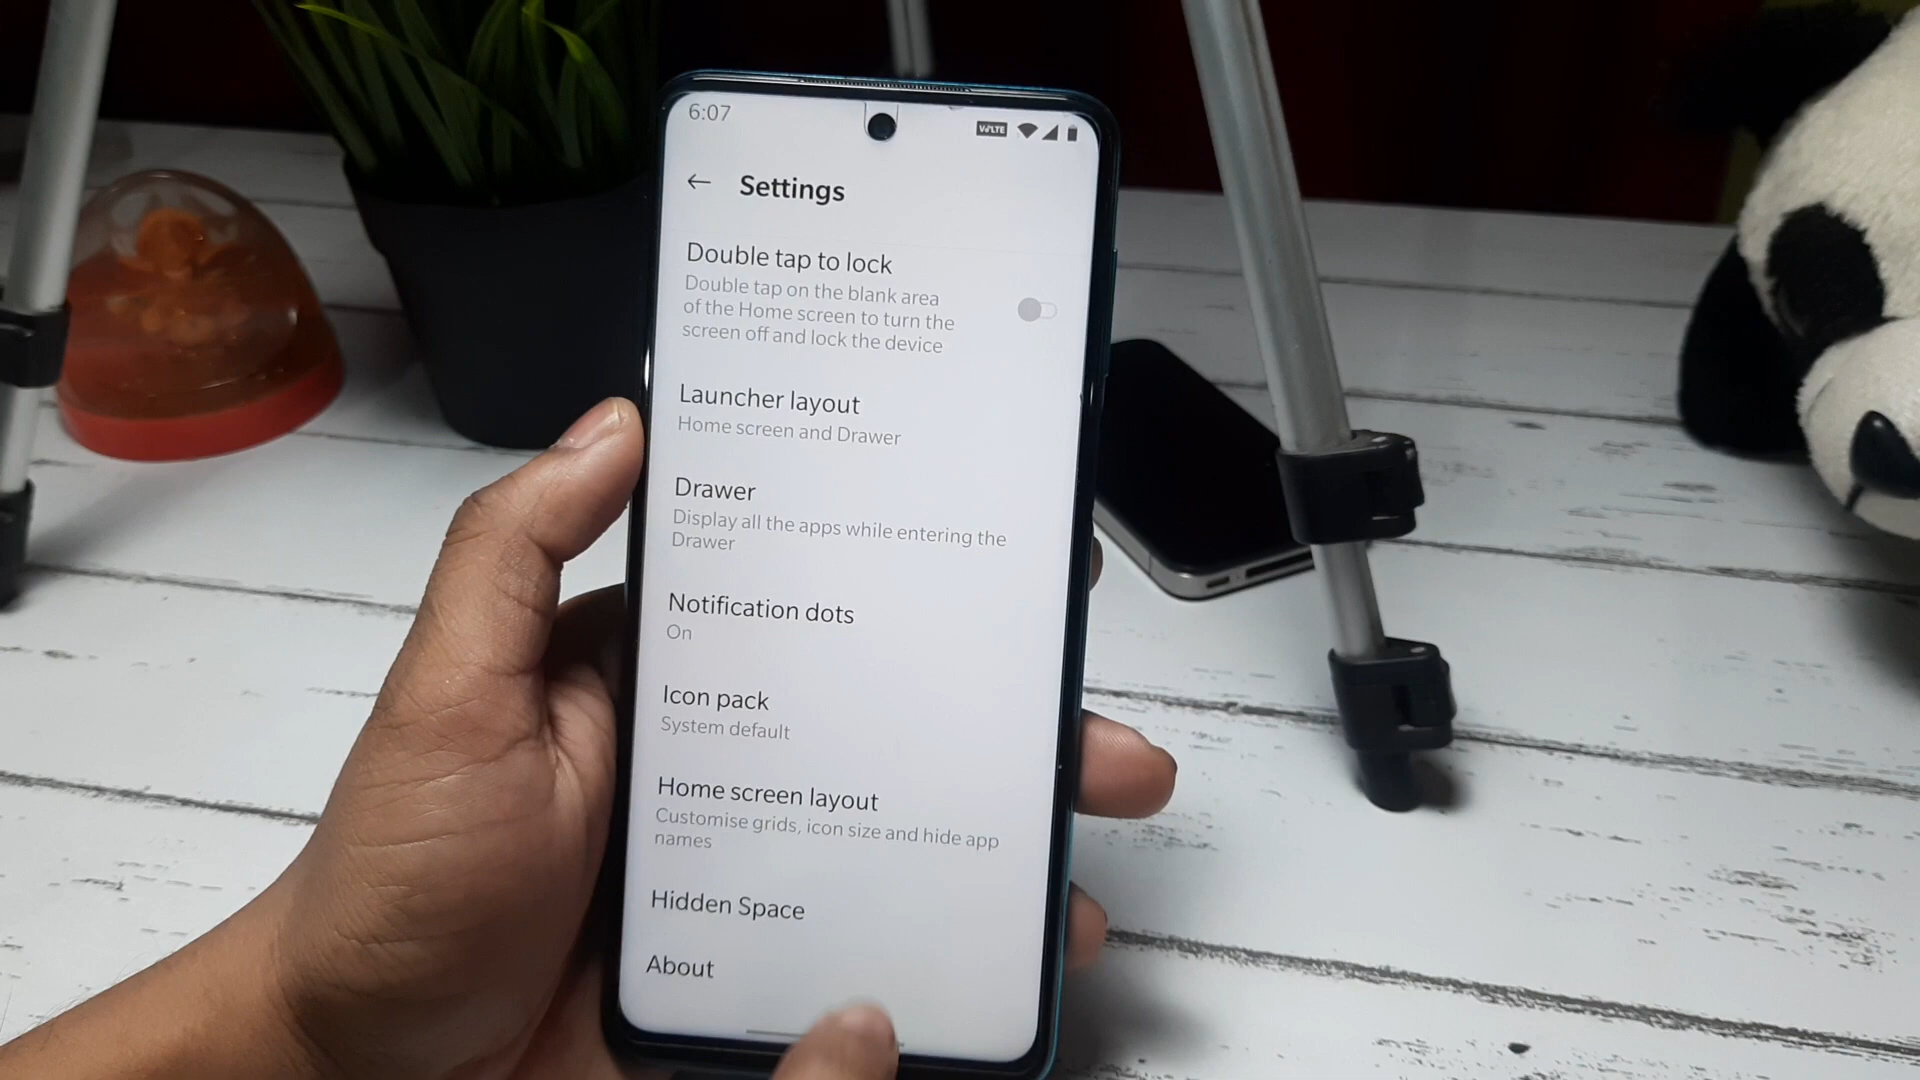 6:07
VoLTE
Settings
Double tap to lock
Double tap on the blank area
of the Home screen to turn the
screen off and lock the device
Launcher layout
Home screen and Drawer
Drawer
Display all the apps while entering the
Drawer
Notification dots
On
Icon pack
System default
Home screen layout
Customise grids, icon size and hide app
names
Hidden Space
About